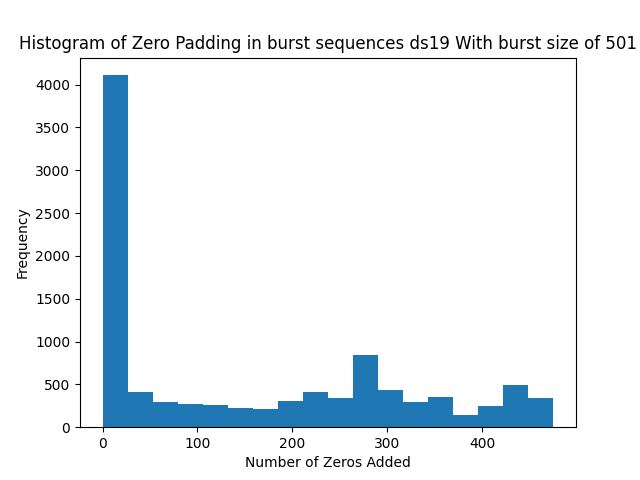 Histogram of Zero Padding in burst sequences ds19 With burst size of 501
4000
3500
3000
2500
2000
1500
1000
500
0
Frequency
0 100 200 300 400
Number of Zeros Added